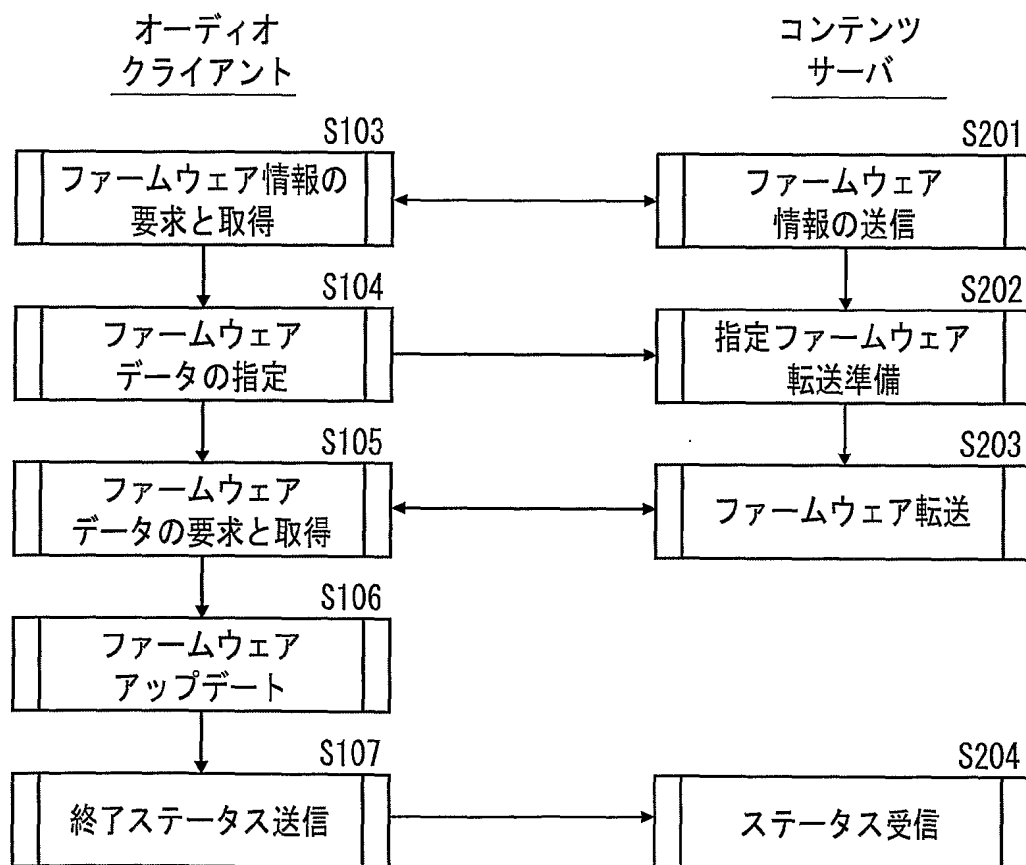 オーディオ
クライアント
コンテンツ
サーバ
S103
ファームウェア情報の
要求と取得
S201
ファームウェア
情報の送信
S104
ファームウェア
データの指定
S202
指定ファームウェア
転送準備
S105
ファームウェア
データの要求と取得
S203
ファームウェア転送
S106
ファームウェア
アップデート
S107
終了ステータス送信
S204
ステータス受信